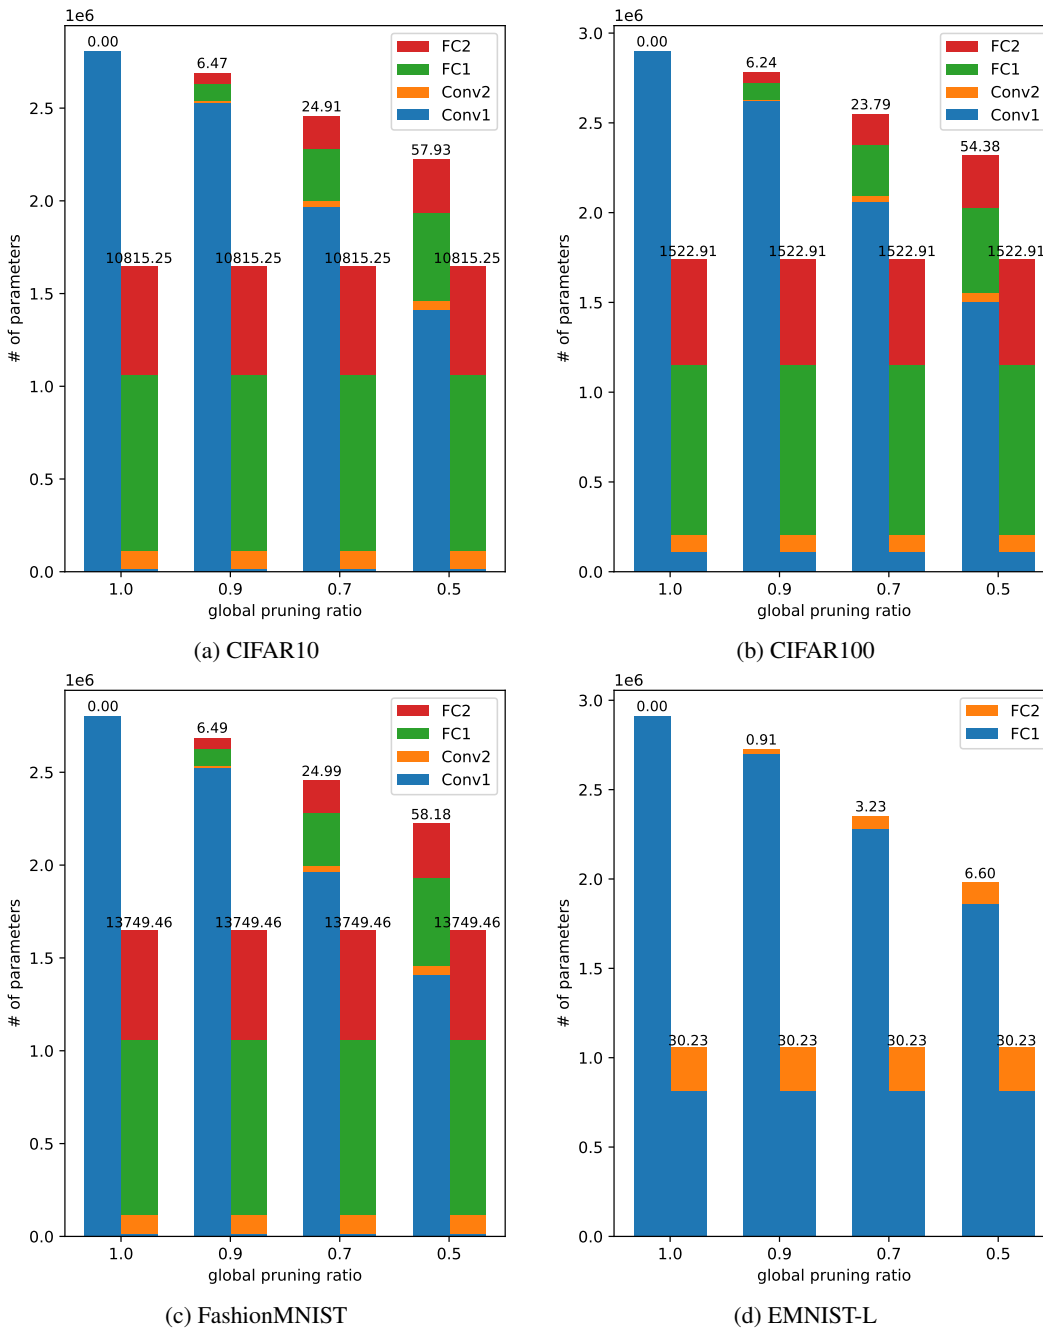 1e6
0.00
6.47
24.91
57.93
10815.25
10815.25
10815.25
10815.25
FC2
FC1
Conv2
Conv1
# of parameters
2.5
2.0
1.5
1.0
0.5
0.0
1.0
0.9
0.7
0.5
global pruning ratio
(a) CIFAR10
1e6
0.00
6.24
23.79
54.38
1522.91
1522.91
1522.91
1522.91
FC2
FC1
Conv2
Conv1
# of parameters
3.0
2.5
2.0
1.5
1.0
0.5
0.0
1.0
0.9
0.7
0.5
global pruning ratio
(b) CIFAR100
1e6
0.00
6.49
24.99
58.18
13749.46
13749.46
13749.46
13749.46
FC2
FC1
Conv2
Conv1
# of parameters
2.5
2.0
1.5
1.0
0.5
0.0
1.0
0.9
0.7
0.5
global pruning ratio
(c) FashionMNIST
1e6
0.00
0.91
3.23
6.60
30.23
30.23
30.23
30.23
FC2
FC1
# of parameters
3.0
2.5
2.0
1.5
1.0
0.5
0.0
1.0
0.9
0.7
0.5
global pruning ratio
(d) EMNIST-L